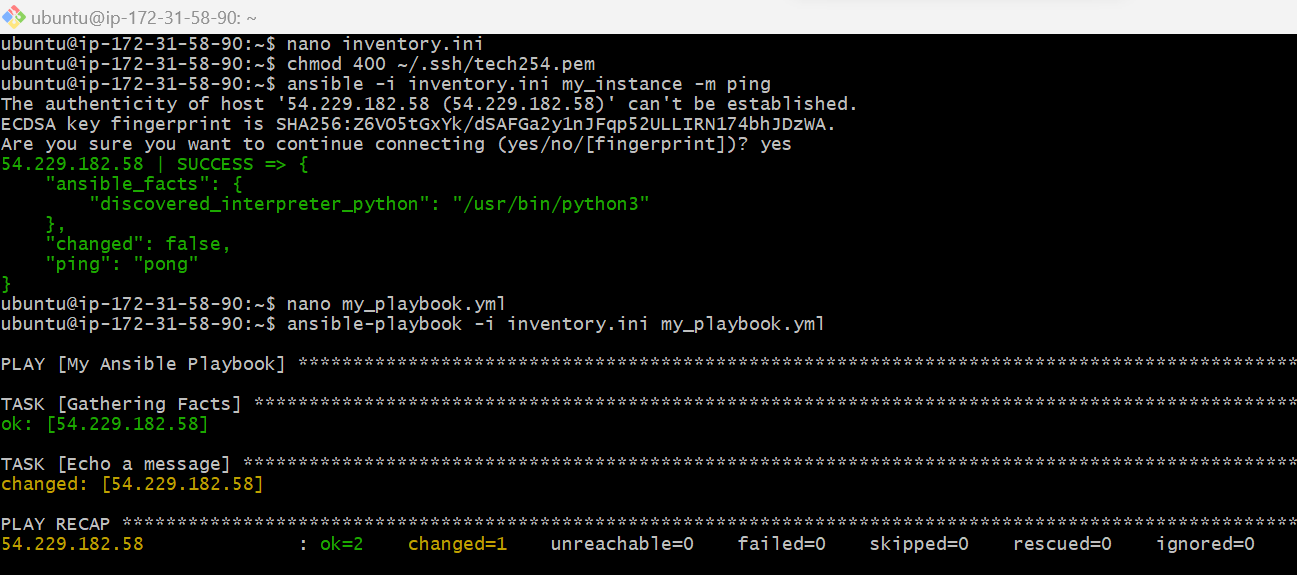 ubuntu@ip-172-31-58-90: ~
ubuntu@ip-172-31-58-90:~$ nano inventory.ini
ubuntu@ip-172-31-58-90:~$ chmod 400 ~/.ssh/tech254.pem
ubuntu@ip-172-31-58-90:~$ ansible -i inventory.ini my_instance -m ping
The authenticity of host '54.229.182.58 (54.229.182.58)' can't be established.
ECDSA key fingerprint is SHA256:Z6VO5tGxYk/dSAFGa2y1nJFqp52ULLIRN174bhJDzWA.
Are you sure you want to continue connecting (yes/no/[fingerprint])? yes
54.229.182.58 | SUCCESS => {
    "ansible_facts": {
        "discovered_interpreter_python": "/usr/bin/python3"
    },
    "changed": false,
    "ping": "pong"
}
ubuntu@ip-172-31-58-90:~$ nano my_playbook.yml
ubuntu@ip-172-31-58-90:~$ ansible-playbook -i inventory.ini my_playbook.yml
PLAY [My Ansible Playbook] *******************************************************************************************
TASK [Gathering Facts] ***********************************************************************************************
ok: [54.229.182.58]
TASK [Echo a message] ************************************************************************************************
changed: [54.229.182.58]
PLAY RECAP ***********************************************************************************************************
54.229.182.58              : ok=2    changed=1    unreachable=0    failed=0    skipped=0    rescued=0    ignored=0